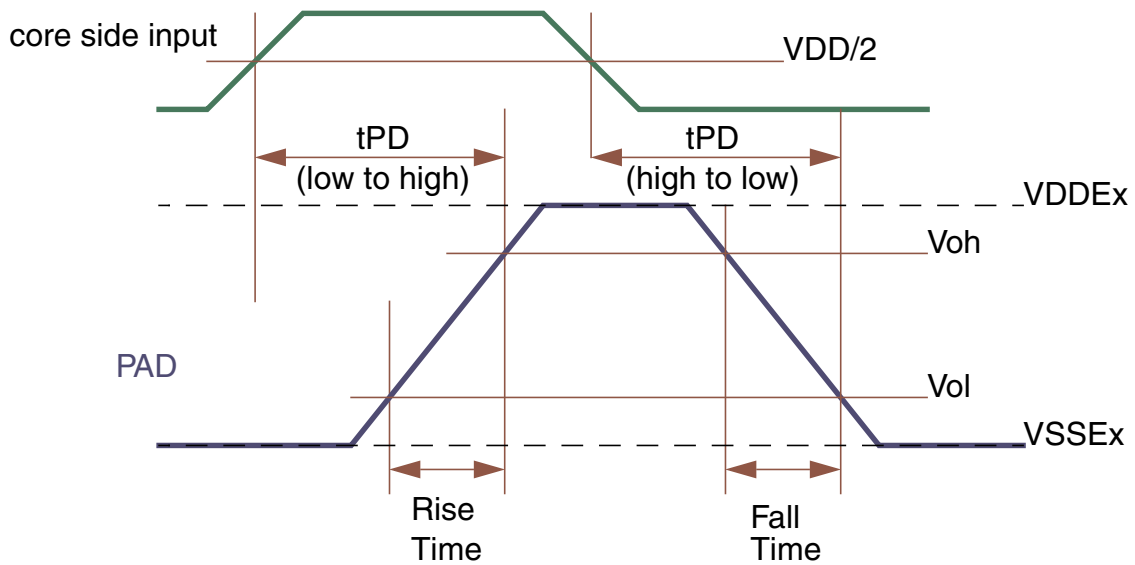 core side input
VDD/2
tPD
(low to high)
tPD
(high to low)
VDDEx
Voh
PAD
Vol
VSSEx
Rise
Time
Fall
Time